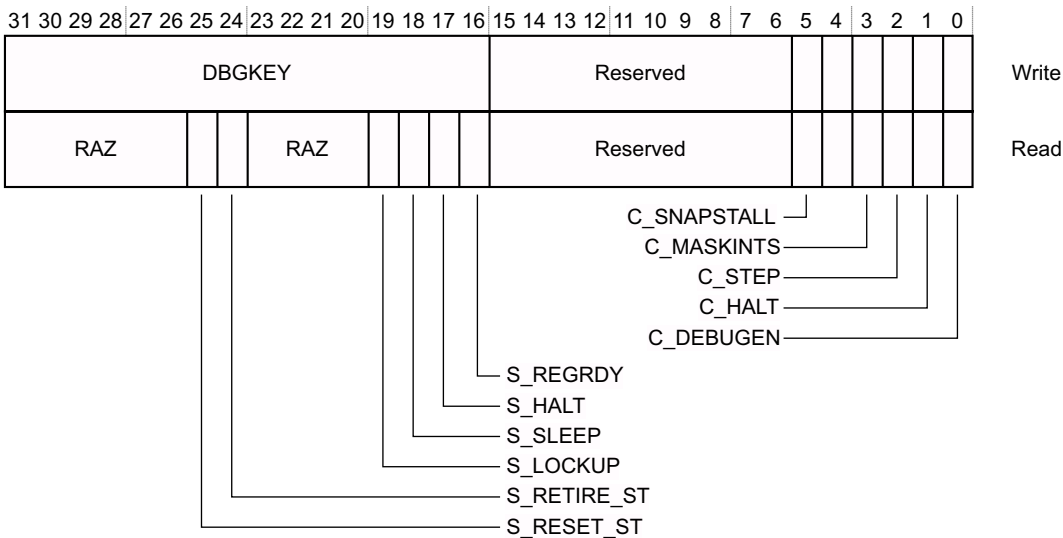 31 30 29 28 27 26 25 24 23 22 21 20 19 18 17 16 15 14 13 12 11 10 9 8 7 6 5 4 3 2 1 0
DBGKEY Reserved Write
RAZ RAZ Reserved Read
C_SNAPSTALL
C_MASKINTS
C_STEP
C_HALT
C_DEBUGEN
S_REGRDY
S_HALT
S_SLEEP
S_LOCKUP
S_RETIRE_ST
S_RESET_ST